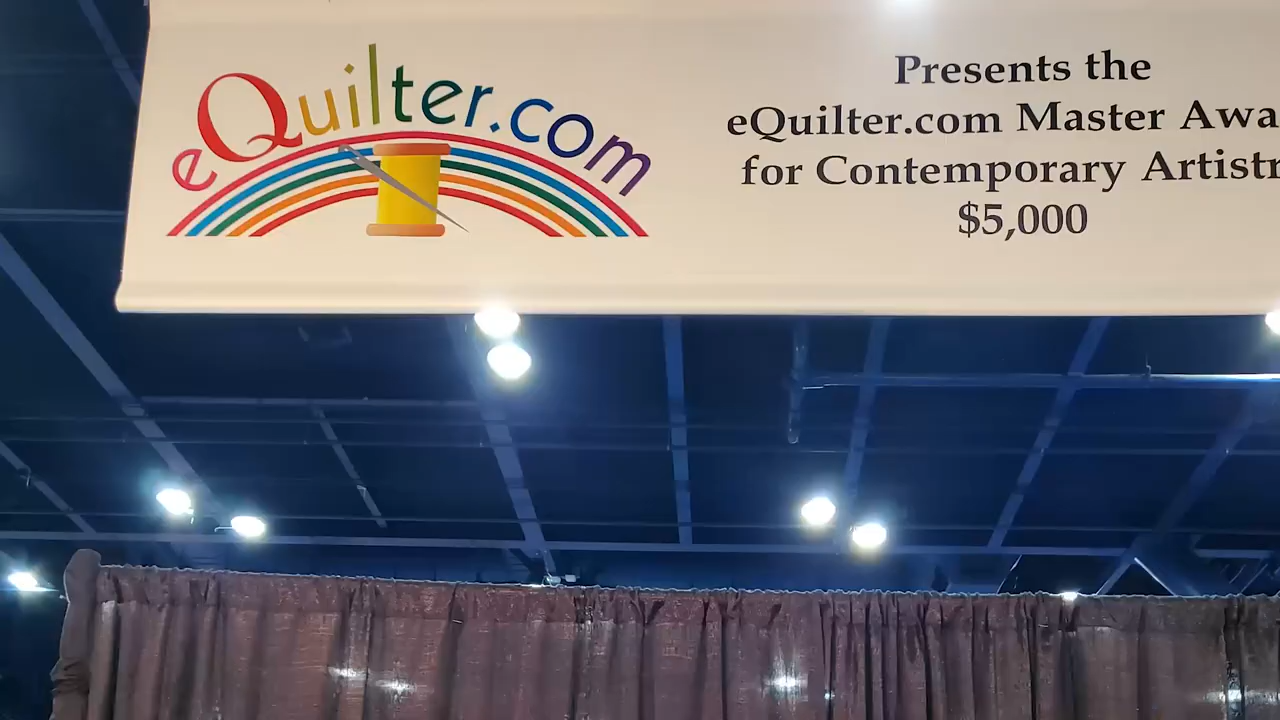 eQuilter.com
Presents the
eQuilter.com Master Awa
for Contemporary Artistr
$5,000